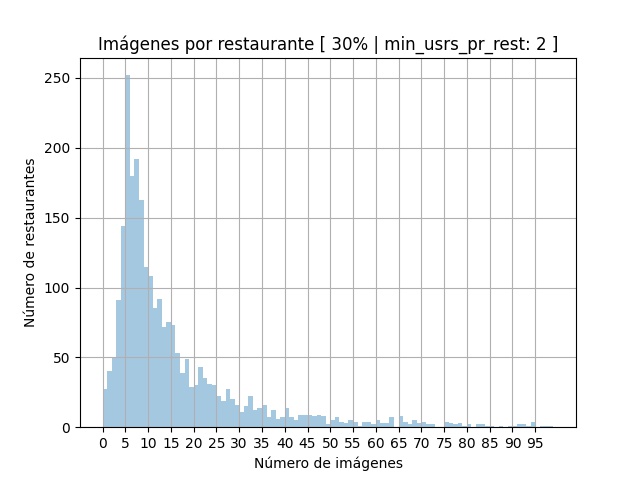 Imágenes por restaurante [ 30% | min_usrs_pr_rest: 2 ]
250
200
150
100
50
0
Número de restaurantes
0 5 10 15 20 25 30 35 40 45 50 55 60 65 70 75 80 85 90 95
Número de imágenes